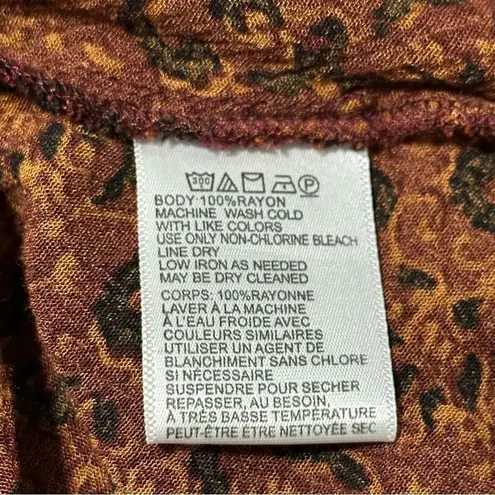 BODY:100%RAYON
MACHINE WASH COLD
WITH LIKE COLORS
USE ONLY NON-CHLORINE BLEACH
LINE DRY
LOW IRON AS NEEDED
MAY BE DRY CLEANED
CORPS: 100%RAYONNE
LAVER À LA MACHINE
À L'EAU FROIDE AVEC
COULEURS SIMILAIRES
UTILISER UN AGENT DE
BLANCHIMENT SANS CHLORE
SI NÉCESSAIRE
SUSPENDRE POUR SECHER
REPASSER, AU BESOIN,
A TRÈS BASSE TEMPÉRATURE
PEUT-ÊTRE ÊTRE NETTOYÉE SEC